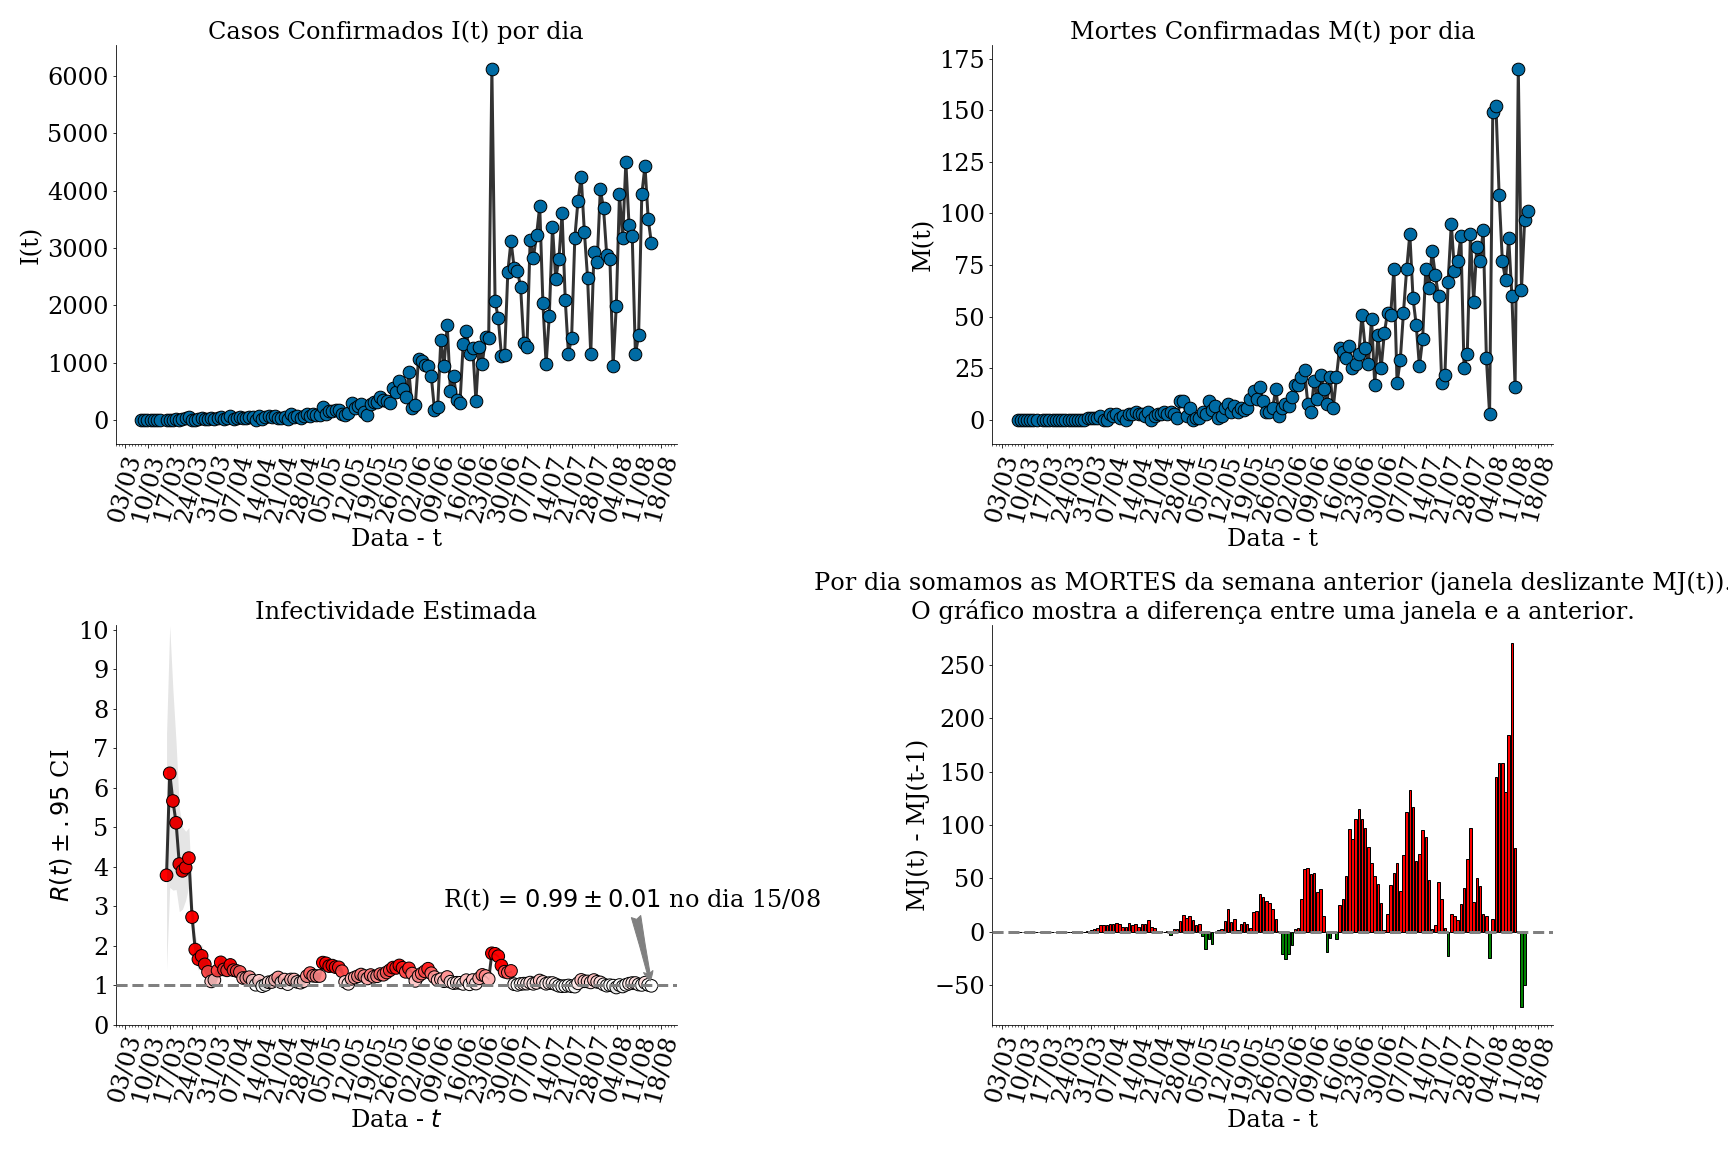 Casos Confirmados I(t) por dia
6000
5000
4000
3000
2000
1000
0
I(t)
03/03 10/03 17/03 24/03 31/03 07/04 14/04 21/04 28/04 05/05 12/05 19/05 26/05 02/06 09/06 16/06 23/06 30/06 07/07 14/07 21/07 28/07 04/08 11/08 18/08
Data - t
Mortes Confirmadas M(t) por dia
175
150
125
100
75
50
25
0
M(t)
03/03 10/03 17/03 24/03 31/03 07/04 14/04 21/04 28/04 05/05 12/05 19/05 26/05 02/06 09/06 16/06 23/06 30/06 07/07 14/07 21/07 28/07 04/08 11/08 18/08
Data - t
Infectividade Estimada
10
9
8
7
6
5
4
3
2
1
0
R(t) ± .95 CI
R(t) = 0.99 ± 0.01 no dia 15/08
03/03 10/03 17/03 24/03 31/03 07/04 14/04 21/04 28/04 05/05 12/05 19/05 26/05 02/06 09/06 16/06 23/06 30/06 07/07 14/07 21/07 28/07 04/08 11/08 18/08
Data - t
Por dia somamos as MORTES da semana anterior (janela deslizante MJ(t)).
O gráfico mostra a diferença entre uma janela e a anterior.
250
200
150
100
50
0
−50
MJ(t) - MJ(t-1)
03/03 10/03 17/03 24/03 31/03 07/04 14/04 21/04 28/04 05/05 12/05 19/05 26/05 02/06 09/06 16/06 23/06 30/06 07/07 14/07 21/07 28/07 04/08 11/08 18/08
Data - t